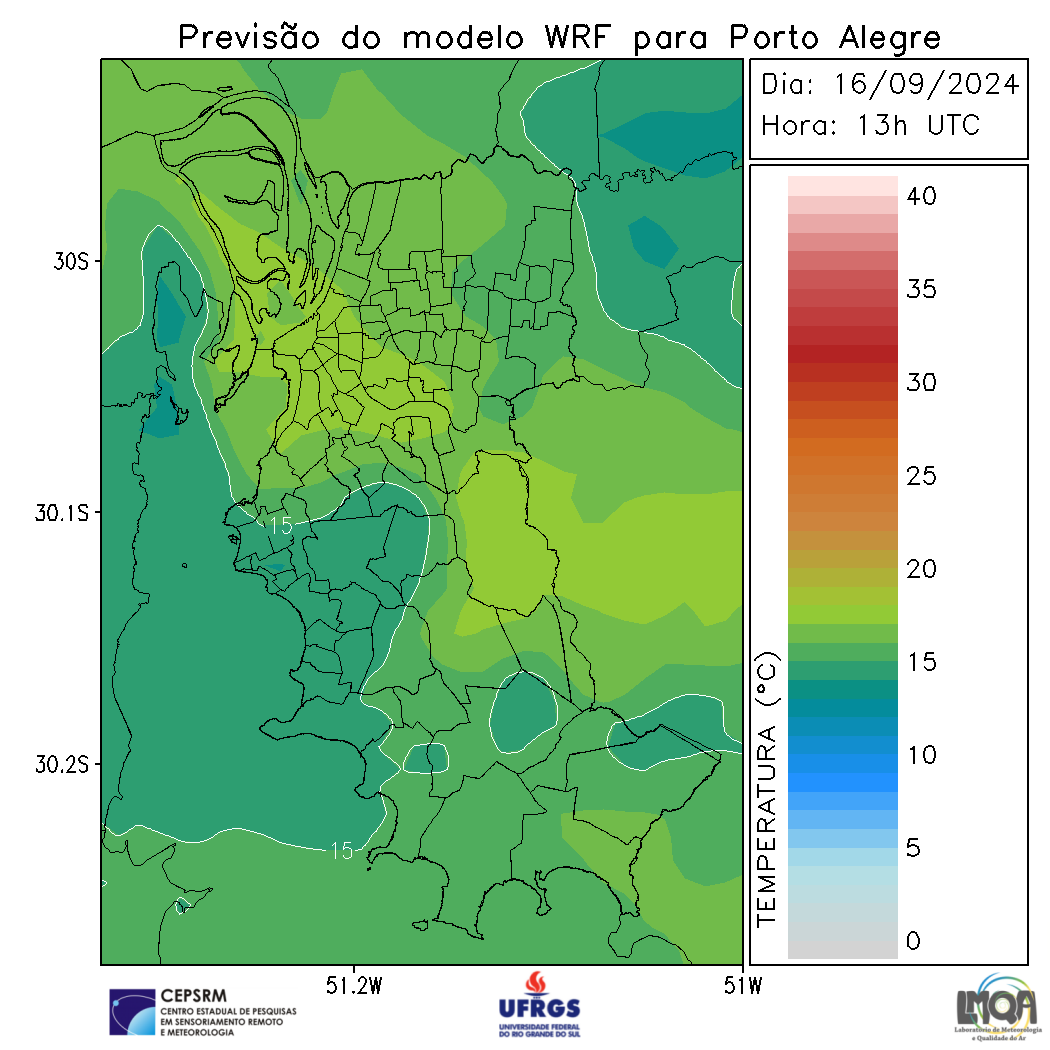 Previsão do modelo WRF para Porto Alegre
Dia: 16/09/2024
Hora: 13h UTC
40
35
30
25
20
15
10
5
0
TEMPERATURA (°C)
30S
30.1S
30.2S
15
15
51.2W
51W
CEPSRM
CENTRO ESTADUAL DE PESQUISAS
EM SENSORIAMENTO REMOTO
E METEOROLOGIA
UFRGS
UNIVERSIDADE FEDERAL
DO RIO GRANDE DO SUL
LMQA
Laboratório de Meteorologia
e Qualidade do Ar